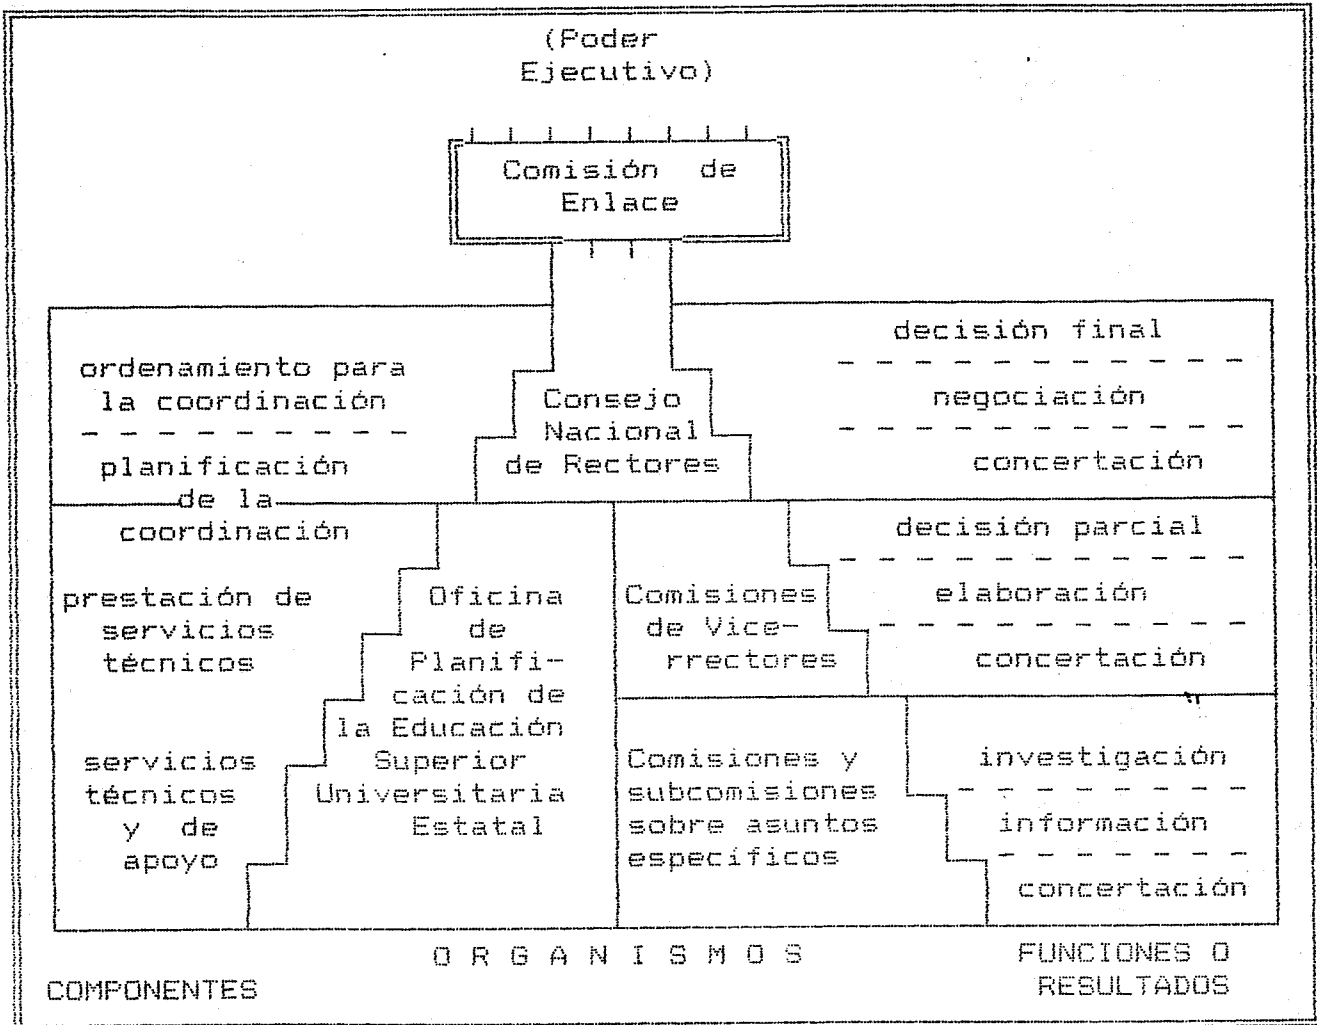 (Poder
Ejecutivo)
Comisión de
Enlace
ordenamiento para
la coordinación
planificación
de la
coordinación
Consejo
Nacional
de Rectores
decisión final
negociación
concertación
prestación de
servicios
técnicos
servicios
técnicos
y de
apoyo
Oficina
de
Planifi-
cación de
la Educación
Superior
Universitaria
Estatal
Comisiones
de Vice-
rrectores
decisión parcial
elaboración
concertación
Comisiones y
subcomisiones
sobre asuntos
específicos
investigación
información
concertación
COMPONENTES
O R G A N I S M O S
FUNCIONES O
RESULTADOS